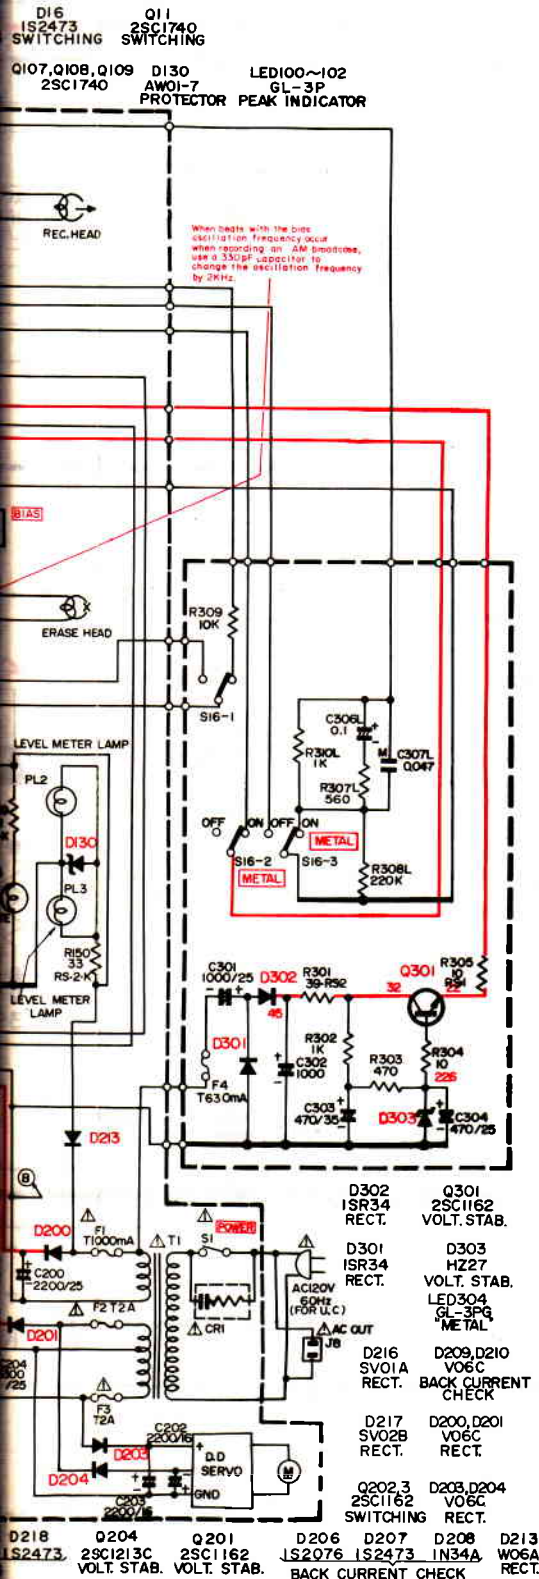 D16
1S2473
SWITCHING
Q11
2SC1740
SWITCHING
Q107,Q108,Q109
2SC1740
D130
AW01-7
PROTECTOR
LED100~102
GL-3P
PEAK INDICATOR
REC.HEAD
When beats with the bias
oscillation frequency occur
when recording an AM broadcase,
use a 330pF capacitor to
change the oscillation frequency
by 2KHz.
BIAS
ERASE HEAD
R309
10K
S16-1
LEVEL METER LAMP
PL2
D130
PL3
R150
33
RS-2-K
LEVEL METER
LAMP
C306L
0.1
+
-
R310L
1K
M
C307L
0.047
R307L
560
OFF
ON
OFF
ON
METAL
S16-2
S16-3
METAL
R308L
220K
C301
1000/25
+
D302
45
R301
39-RS2
32
Q301
22
R305
10
RS1
D301
R302
1K
C302
1000
F4
T630mA
R303
470
R304
10
22.6
C303
470/35
D303
C304
470/25
D213
8
D302
1SR34
RECT.
Q301
2SC1162
VOLT. STAB.
D200
F1
T1000mA
T1
S1
POWER
D301
1SR34
RECT.
D303
HZ27
VOLT. STAB.
C200
2200/25
AC120V
60Hz
(FOR U.C)
LED304
GL-3PG
"METAL"
F2 T2A
D201
CR1
AC OUT
J8
D216
SV01A
RECT.
D209,D210
V06C
BACK CURRENT
CHECK
F3
T2A
D217
SV02B
RECT.
D200,D201
V06C
RECT.
C202
2200/16
D203
D204
+
D.D
SERVO
-
GND
M
C203
2200/16
Q202,3
2SC1162
SWITCHING
D203,D204
V06C
RECT.
D218
1S2473
Q204
2SC1213C
VOLT. STAB.
Q201
2SC1162
VOLT. STAB.
D206
1S2076
D207
1S2473
D208
1N34A
BACK CURRENT CHECK
D213
W06A
RECT.